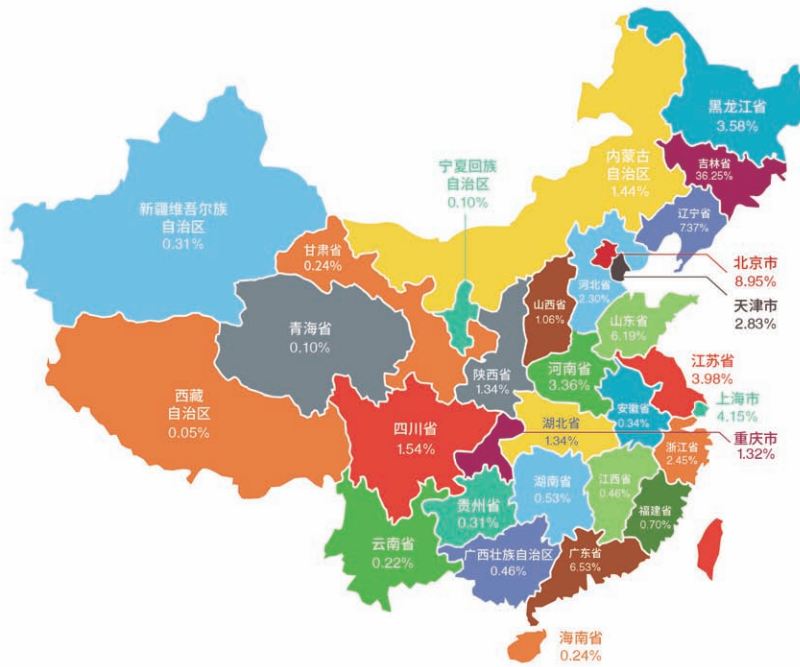 黑龙江省
3.58%
吉林省
36.25%
内蒙古
自治区
1.44%
宁夏回族
自治区
0.10%
辽宁省
7.37%
新疆维吾尔族
自治区
0.31%
甘肃省
0.24%
北京市
8.95%
河北省
2.30%
天津市
2.83%
山西省
1.06%
山东省
6.19%
青海省
0.10%
江苏省
3.98%
河南省
3.36%
陕西省
1.34%
西藏
自治区
0.05%
上海市
4.15%
安徽省
0.34%
四川省
1.54%
湖北省
1.34%
重庆市
1.32%
浙江省
2.45%
湖南省
0.53%
江西省
0.46%
贵州省
0.31%
福建省
0.70%
云南省
0.22%
广西壮族自治区
0.46%
广东省
6.53%
海南省
0.24%